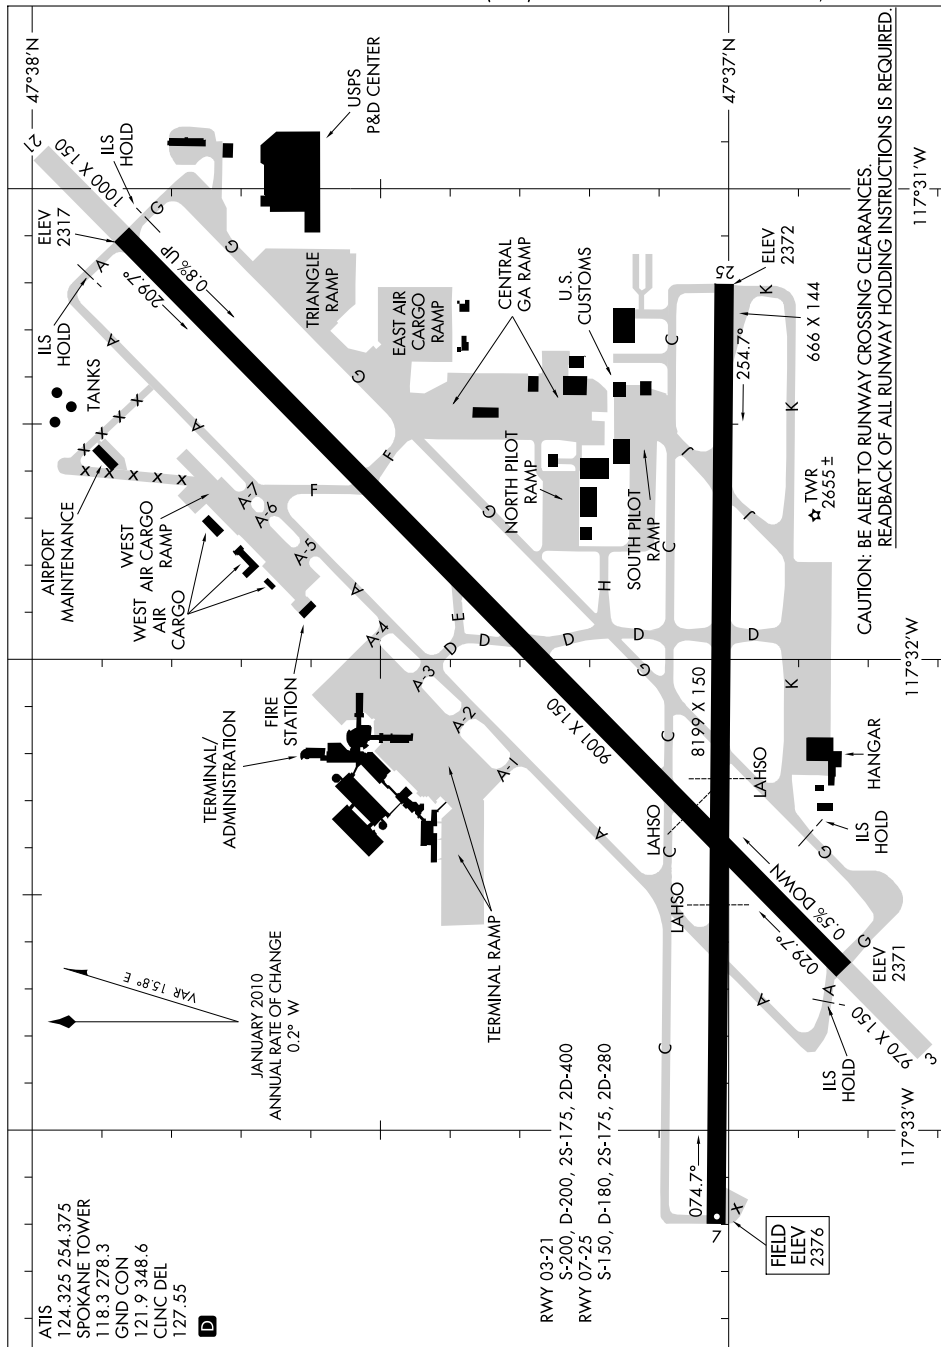 ATIS
124.325 254.375
SPOKANE TOWER
118.3 278.3
GND CON
121.9 348.6
CLNC DEL
127.55
D
VAR 15.8° E
JANUARY 2010
ANNUAL RATE OF CHANGE
0.2° W
47°38'N
47°37'N
117°31'W
117°32'W
117°33'W
TERMINAL/
ADMINISTRATION
FIRE
STATION
WEST
AIR
CARGO
WEST
AIR CARGO
RAMP
AIRPORT
MAINTENANCE
TANKS
ILS
HOLD
ELEV
2317
21
1000 X 150
ILS
HOLD
USPS
P&D CENTER
209.7°
0.8% UP
A
A
A
A
A
A
A
G
G
G
G
G
G
G
X
X
X
X
X
X
X
X
A-7
A-6
A-5
A-4
A-3
A-2
A-1
F
F
E
D
D
D
D
D
H
TRIANGLE
RAMP
EAST AIR
CARGO
RAMP
CENTRAL
GA RAMP
U.S.
CUSTOMS
NORTH PILOT
RAMP
SOUTH PILOT
RAMP
TERMINAL RAMP
9001 X 150
8199 X 150
C
C
C
C
C
J
J
K
K
K
25
ELEV
2372
254.7°
666 X 144
TWR
2655 ±
LAHSO
LAHSO
LAHSO
HANGAR
ILS
HOLD
0.5% DOWN
029.7°
ELEV
2371
970 X 150
3
ILS
HOLD
RWY 03-21
S-200, D-200, 2S-175, 2D-400
RWY 07-25
S-150, D-180, 2S-175, 2D-280
074.7°
7
X
FIELD
ELEV
2376
CAUTION: BE ALERT TO RUNWAY CROSSING CLEARANCES.
READBACK OF ALL RUNWAY HOLDING INSTRUCTIONS IS REQUIRED.